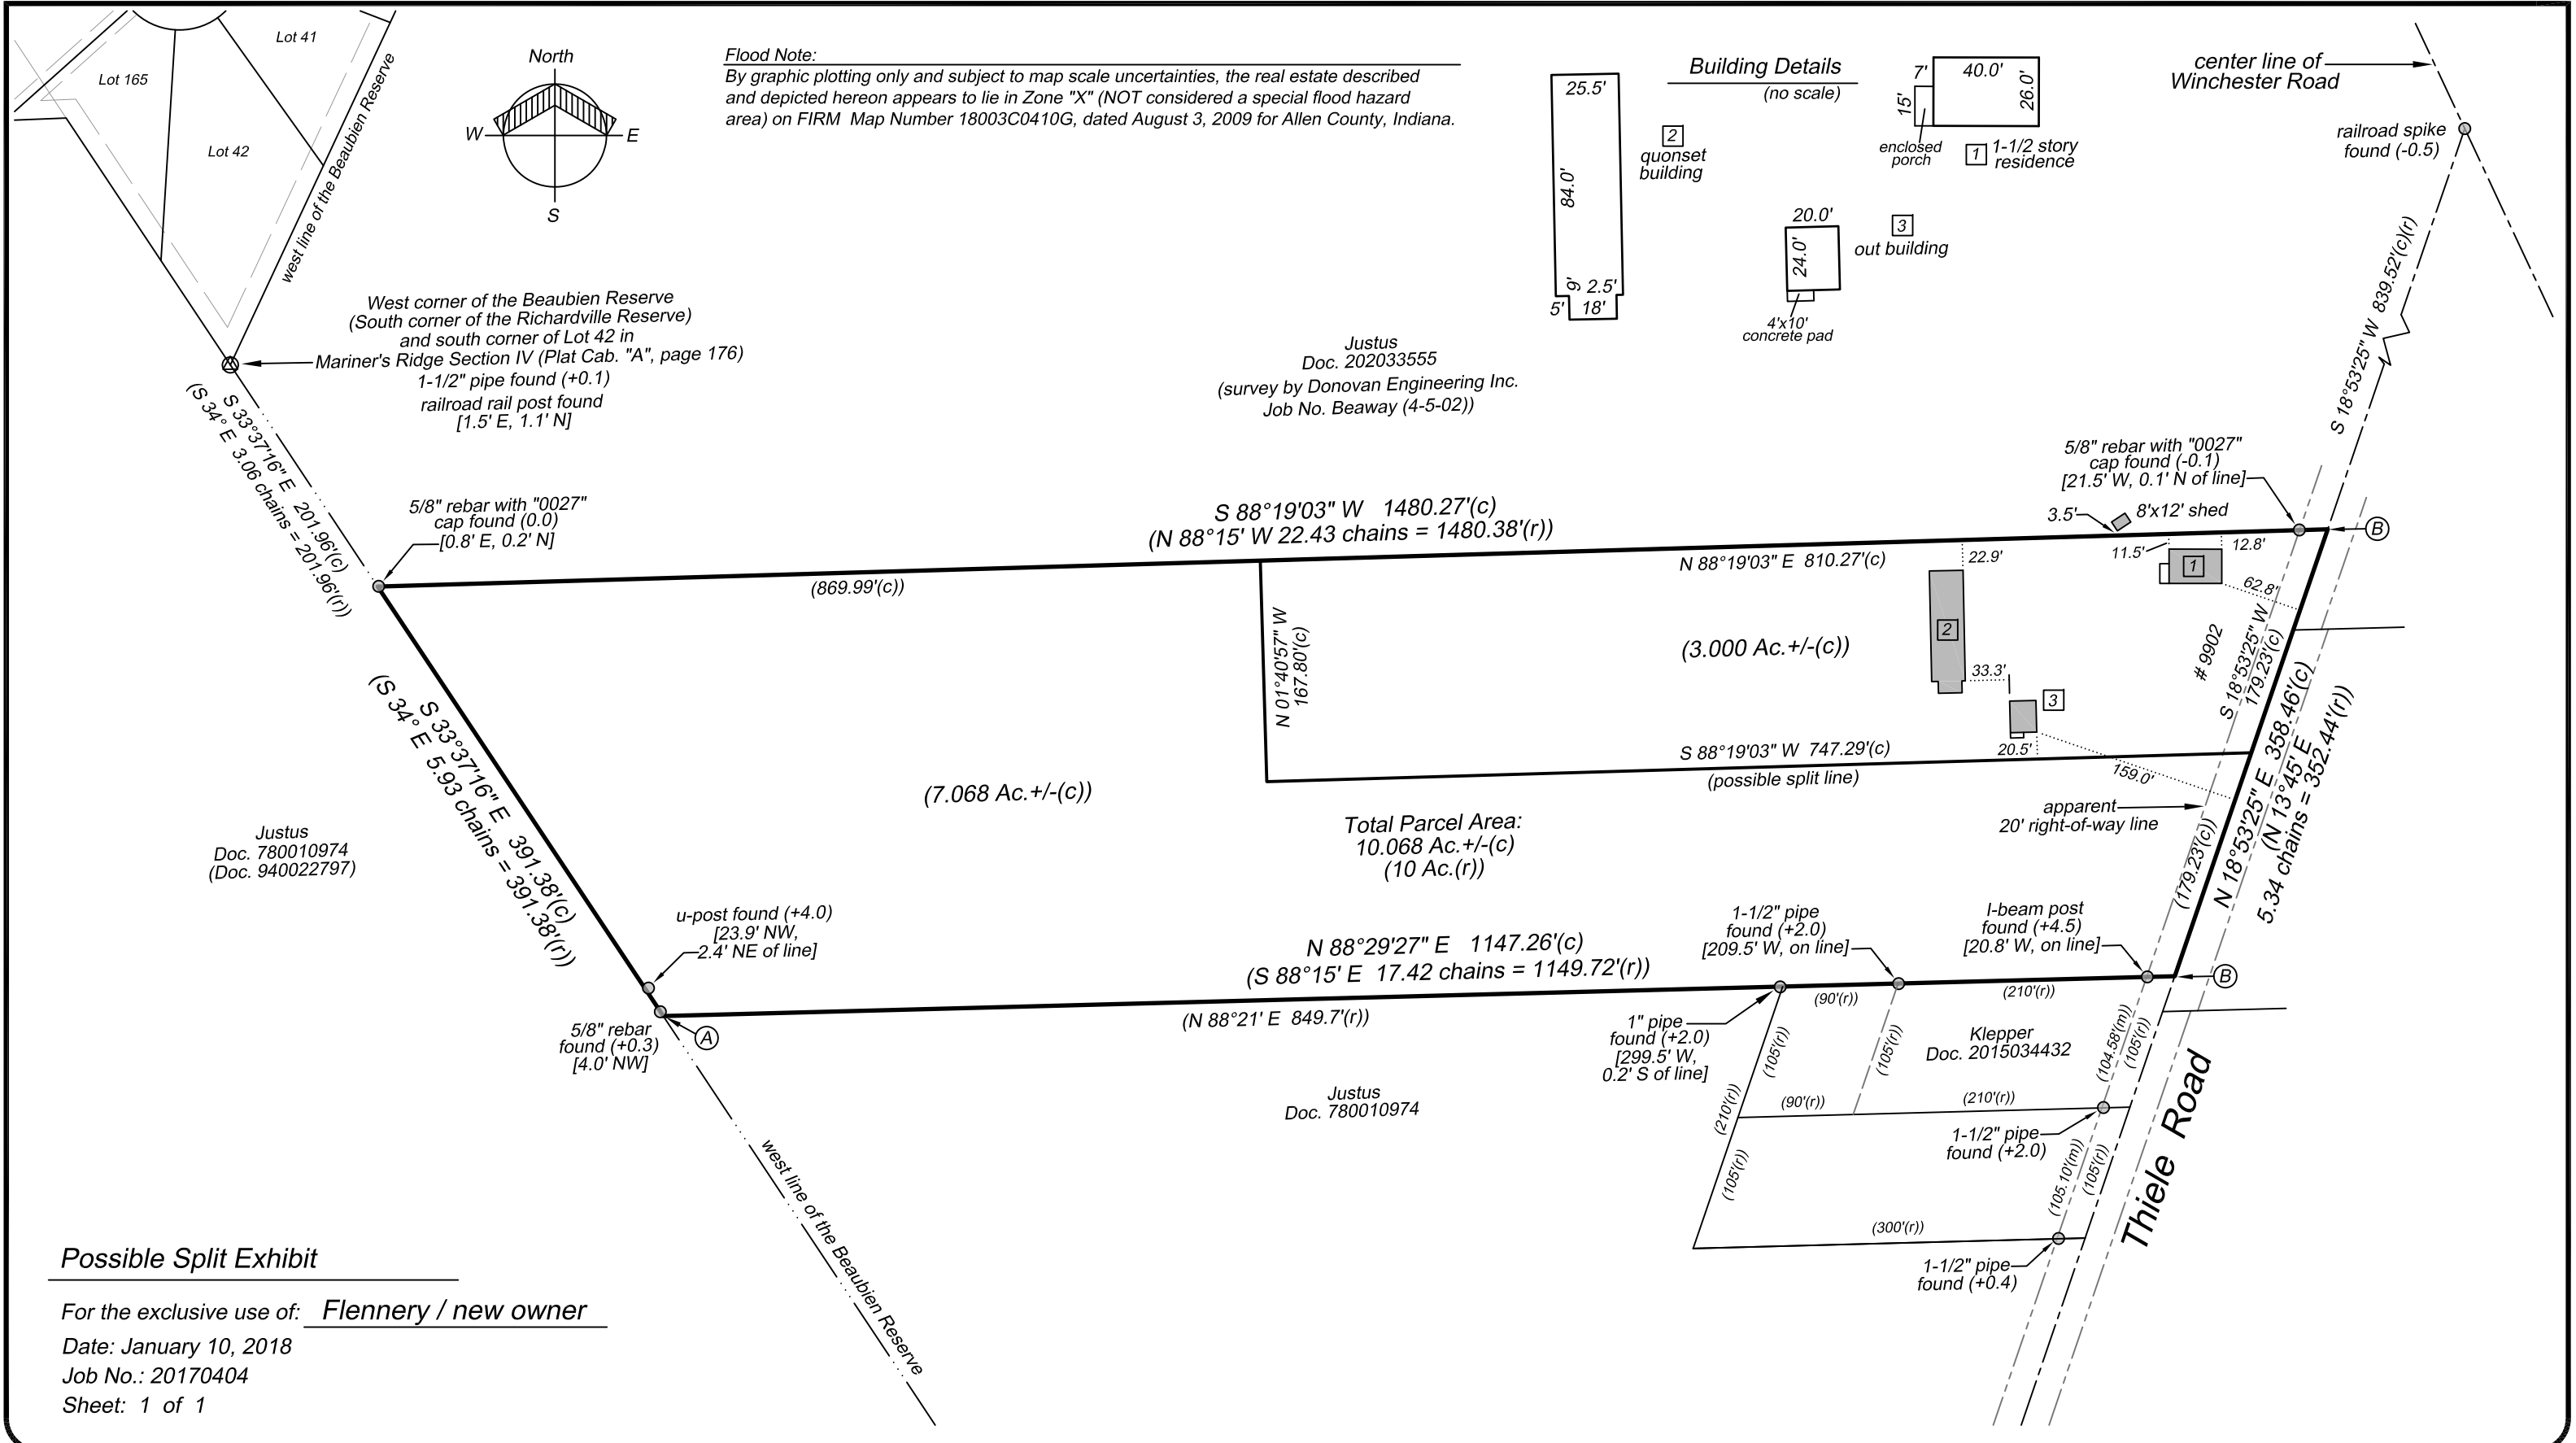 Lot 41
Lot 165
Lot 42
west line of the Beaubien Reserve
North
W
E
S
Flood Note:
By graphic plotting only and subject to map scale uncertainties, the real estate described
and depicted hereon appears to lie in Zone "X" (NOT considered a special flood hazard
area) on FIRM Map Number 18003C0410G, dated August 3, 2009 for Allen County, Indiana.
25.5'
84.0'
9'
2.5'
5'
18'
2
quonset
building
Building Details
(no scale)
7'
40.0'
15'
26.0'
enclosed
porch
1
1-1/2 story
residence
20.0'
24.0'
4'x10'
concrete pad
3
out building
center line of
Winchester Road
railroad spike
found (-0.5)
S 18°53'25" W 839.52'(c)(r)
West corner of the Beaubien Reserve
(South corner of the Richardville Reserve)
and south corner of Lot 42 in
Mariner's Ridge Section IV (Plat Cab. "A", page 176)
1-1/2" pipe found (+0.1)
railroad rail post found
[1.5' E, 1.1' N]
Justus
Doc. 202033555
(survey by Donovan Engineering Inc.
Job No. Beaway (4-5-02))
S 33°37'16" E 201.96'(c)
(S 34° E 3.06 chains = 201.96'(r))
5/8" rebar with "0027"
cap found (0.0)
[0.8' E, 0.2' N]
S 88°19'03" W 1480.27'(c)
(N 88°15' W 22.43 chains = 1480.38'(r))
5/8" rebar with "0027"
cap found (-0.1)
[21.5' W, 0.1' N of line]
3.5'
8'x12' shed
B
(869.99'(c))
N 88°19'03" E 810.27'(c)
22.9'
11.5'
12.8'
1
62.8'
N 01°40'57" W
167.80'(c)
(3.000 Ac.+/-(c))
2
33.3'
3
20.5'
# 9902
S 18°53'25" W
179.23'(c)
N 18°53'25" E 358.46'(c)
(N 13°45' E
5.34 chains = 352.44'(r))
S 88°19'03" W 747.29'(c)
(possible split line)
159.0'
apparent
20' right-of-way line
(179.23'(c))
S 33°37'16" E 391.38'(c)
(S 34° E 5.93 chains = 391.38'(r))
(7.068 Ac.+/-(c))
Total Parcel Area:
10.068 Ac.+/-(c)
(10 Ac.(r))
Justus
Doc. 780010974
(Doc. 940022797)
u-post found (+4.0)
[23.9' NW,
2.4' NE of line]
N 88°29'27" E 1147.26'(c)
(S 88°15' E 17.42 chains = 1149.72'(r))
1-1/2" pipe
found (+2.0)
[209.5' W, on line]
I-beam post
found (+4.5)
[20.8' W, on line]
B
(90'(r))
(210'(r))
5/8" rebar
found (+0.3)
[4.0' NW]
A
(N 88°21' E 849.7'(r))
1" pipe
found (+2.0)
[299.5' W,
0.2' S of line]
(105'(r))
(105'(r))
Klepper
Doc. 2015034432
(104.58'(m))
(105'(r))
Justus
Doc. 780010974
(210'(r))
(90'(r))
(210'(r))
1-1/2" pipe
found (+2.0)
(105'(r))
(105.10'(m))
(105'(r))
Thiele Road
(300'(r))
1-1/2" pipe
found (+0.4)
west line of the Beaubien Reserve
Possible Split Exhibit
For the exclusive use of: Flennery / new owner
Date: January 10, 2018
Job No.: 20170404
Sheet: 1 of 1